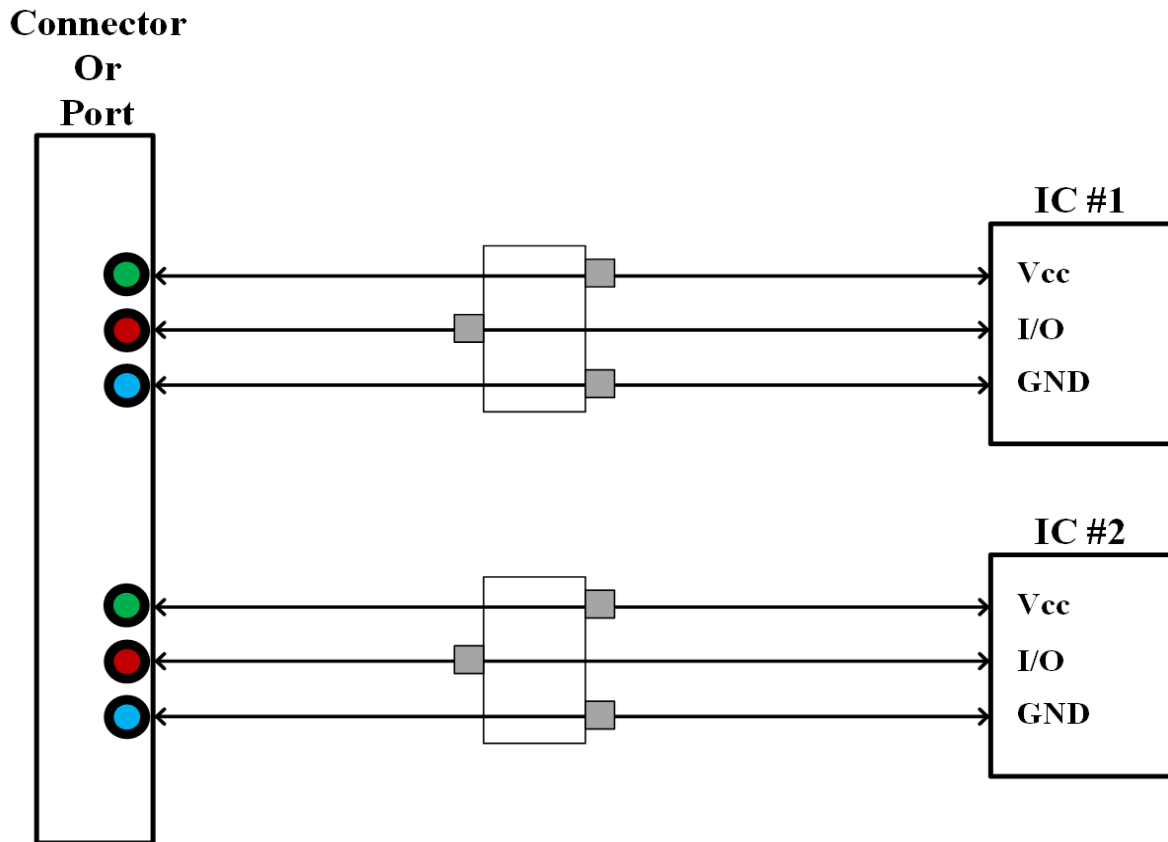 Connector
Or
Port
IC #1
Vcc
I/O
GND
IC #2
Vcc
I/O
GND